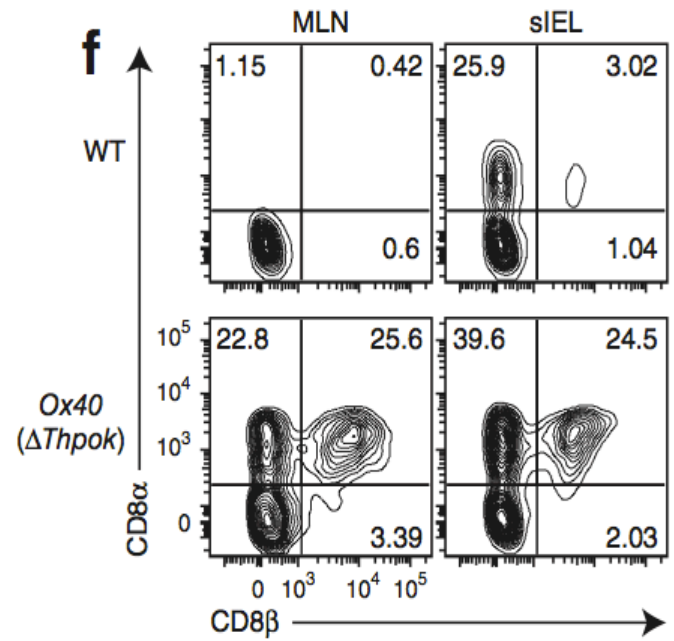 f
MLN
sIEL
WT
1.15
0.42
0.6
25.9
3.02
1.04
Ox40
(ΔThpok)
10⁵
10⁴
10³
0
22.8
25.6
3.39
39.6
24.5
2.03
0 10³ 10⁴ 10⁵
CD8α
CD8β